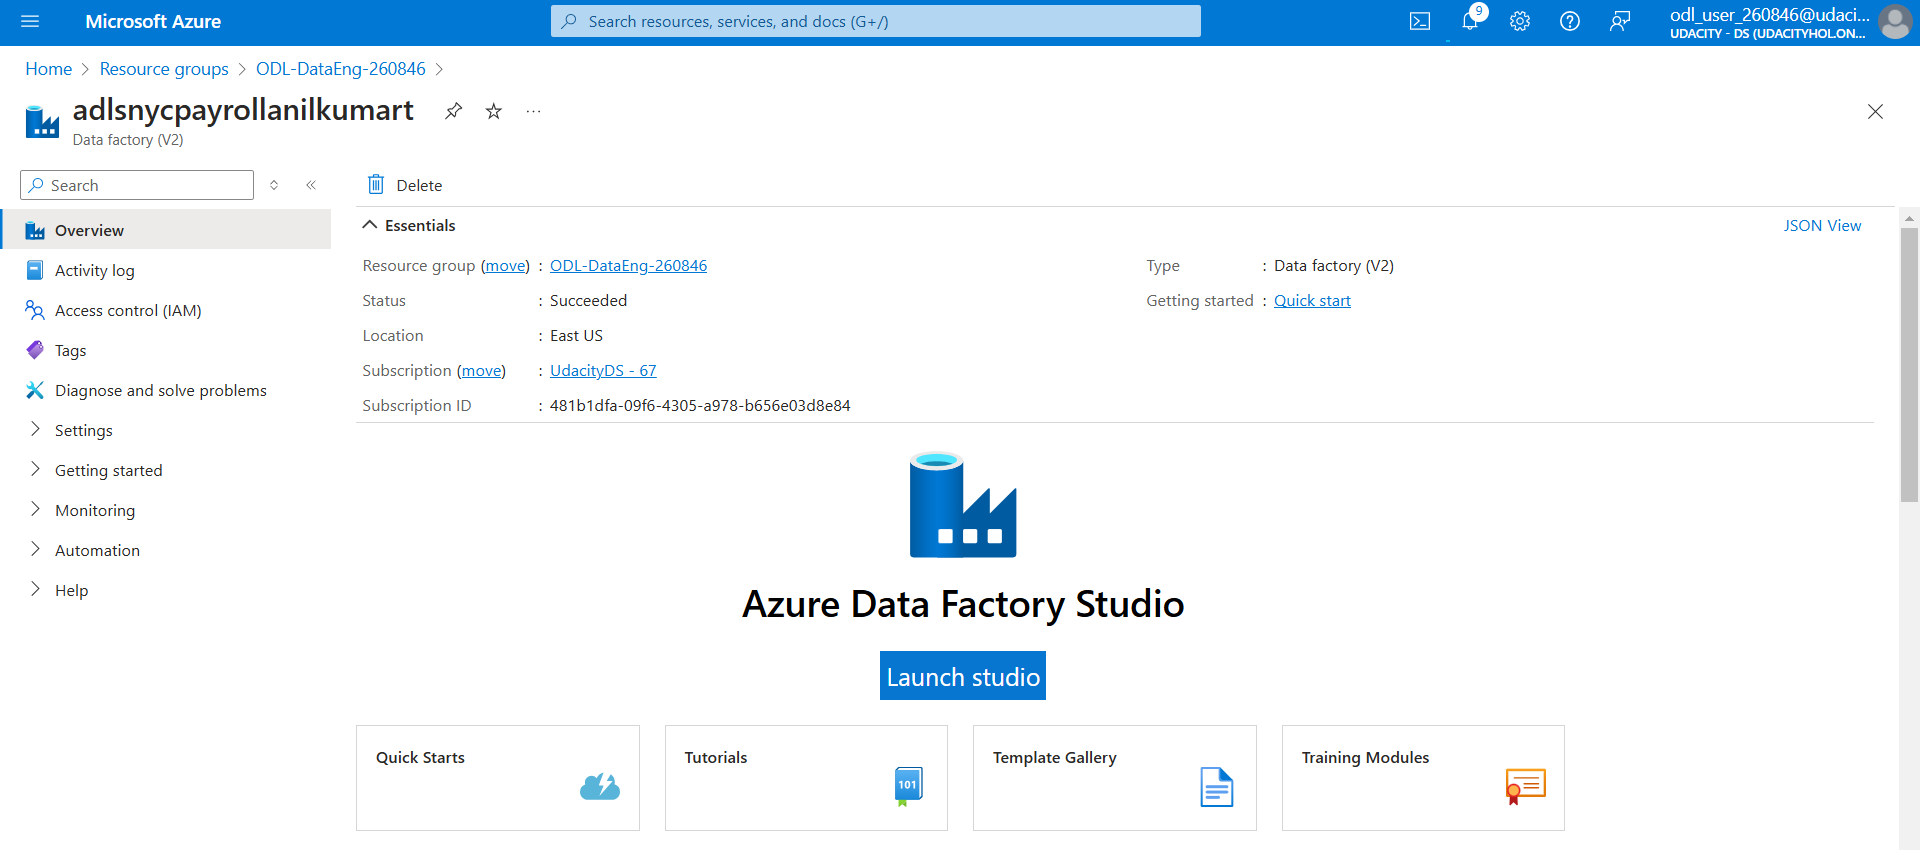 Microsoft Azure
Search resources, services, and docs (G+/)
9
odl_user_260846@udaci...
UDACITY - DS (UDACITYHOL.ON...
Home > Resource groups > ODL-DataEng-260846 >
adlsnycpayrollanilkumart
...
Data factory (V2)
Search
Delete
Overview
Activity log
Access control (IAM)
Tags
Diagnose and solve problems
Settings
Getting started
Monitoring
Automation
Help
Essentials
JSON View
Resource group (move) : ODL-DataEng-260846
Status : Succeeded
Location : East US
Subscription (move) : UdacityDS - 67
Subscription ID : 481b1dfa-09f6-4305-a978-b656e03d8e84
Type : Data factory (V2)
Getting started : Quick start
Azure Data Factory Studio
Launch studio
Quick Starts
Tutorials
101
Template Gallery
Training Modules